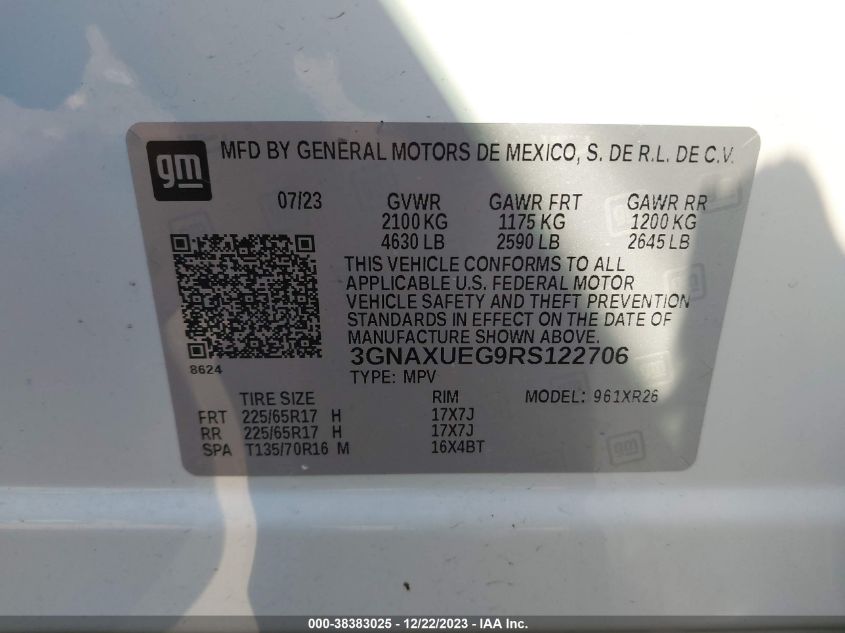 gm
MFD BY GENERAL MOTORS DE MEXICO, S. DE R.L. DE C.V.
07/23 GVWR GAWR FRT GAWR RR
2100 KG 1175 KG 1200 KG
4630 LB 2590 LB 2645 LB
THIS VEHICLE CONFORMS TO ALL
APPLICABLE U.S. FEDERAL MOTOR
VEHICLE SAFETY AND THEFT PREVENTION
STANDARDS IN EFFECT ON THE DATE OF
MANUFACTURE SHOWN ABOVE.
3GNAXUEG9RS122706
8624
TYPE: MPV
TIRE SIZE RIM MODEL: 961XR26
FRT 225/65R17 H 17X7J
RR 225/65R17 H 17X7J
SPA T135/70R16 M 16X4BT
000-38383025 - 12/22/2023 - IAA Inc.